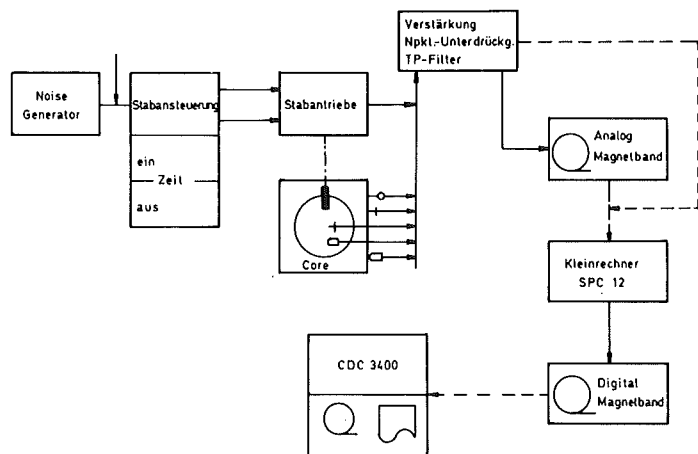 Verstärkung
Npkt.-Unterdrückg.
TP-Filter
Noise
Generator
Stabansteuerung
ein
Zeit
aus
Stabantriebe
Core
Analog
Magnetband
Kleinrechner
SPC 12
Digital
Magnetband
CDC 3400